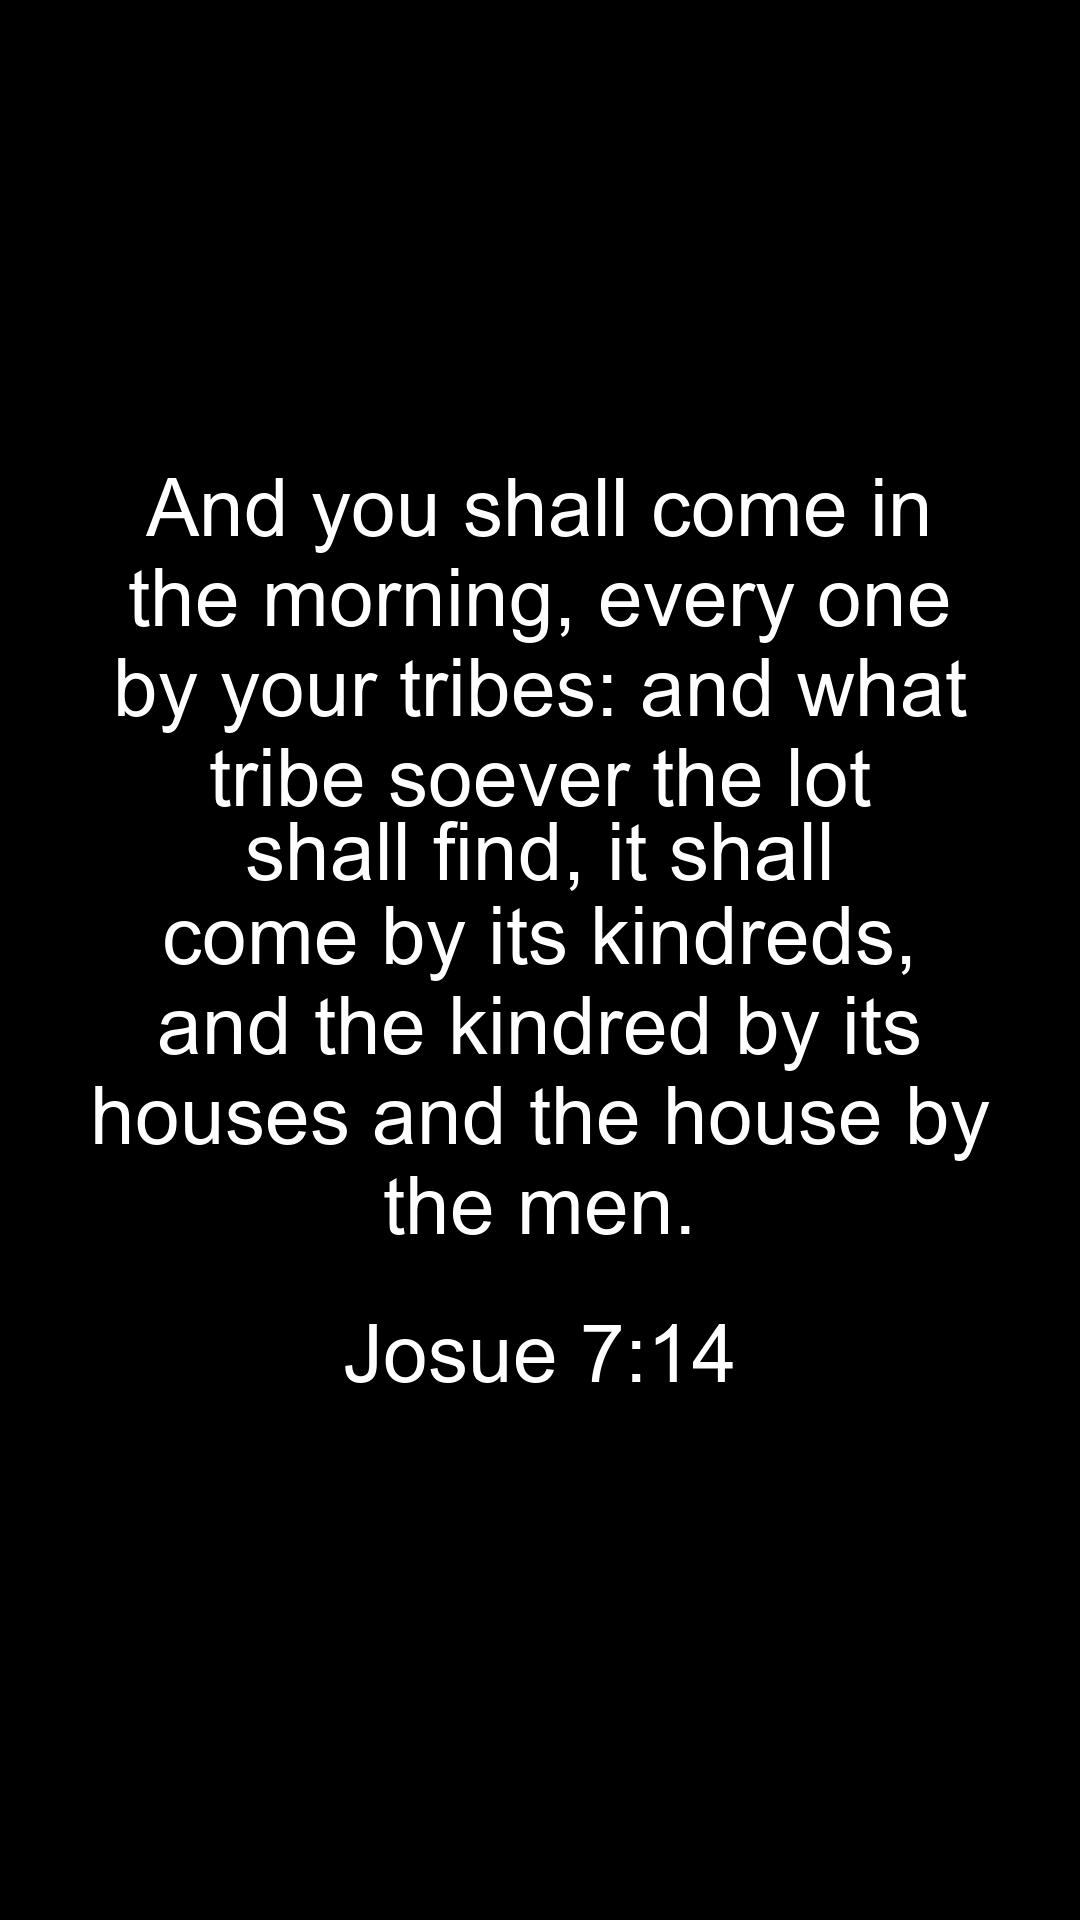 And you shall come in
the morning, every one
by your tribes: and what
tribe soever the lot
shall find, it shall
come by its kindreds,
and the kindred by its
houses and the house by
the men.
Josue 7:14